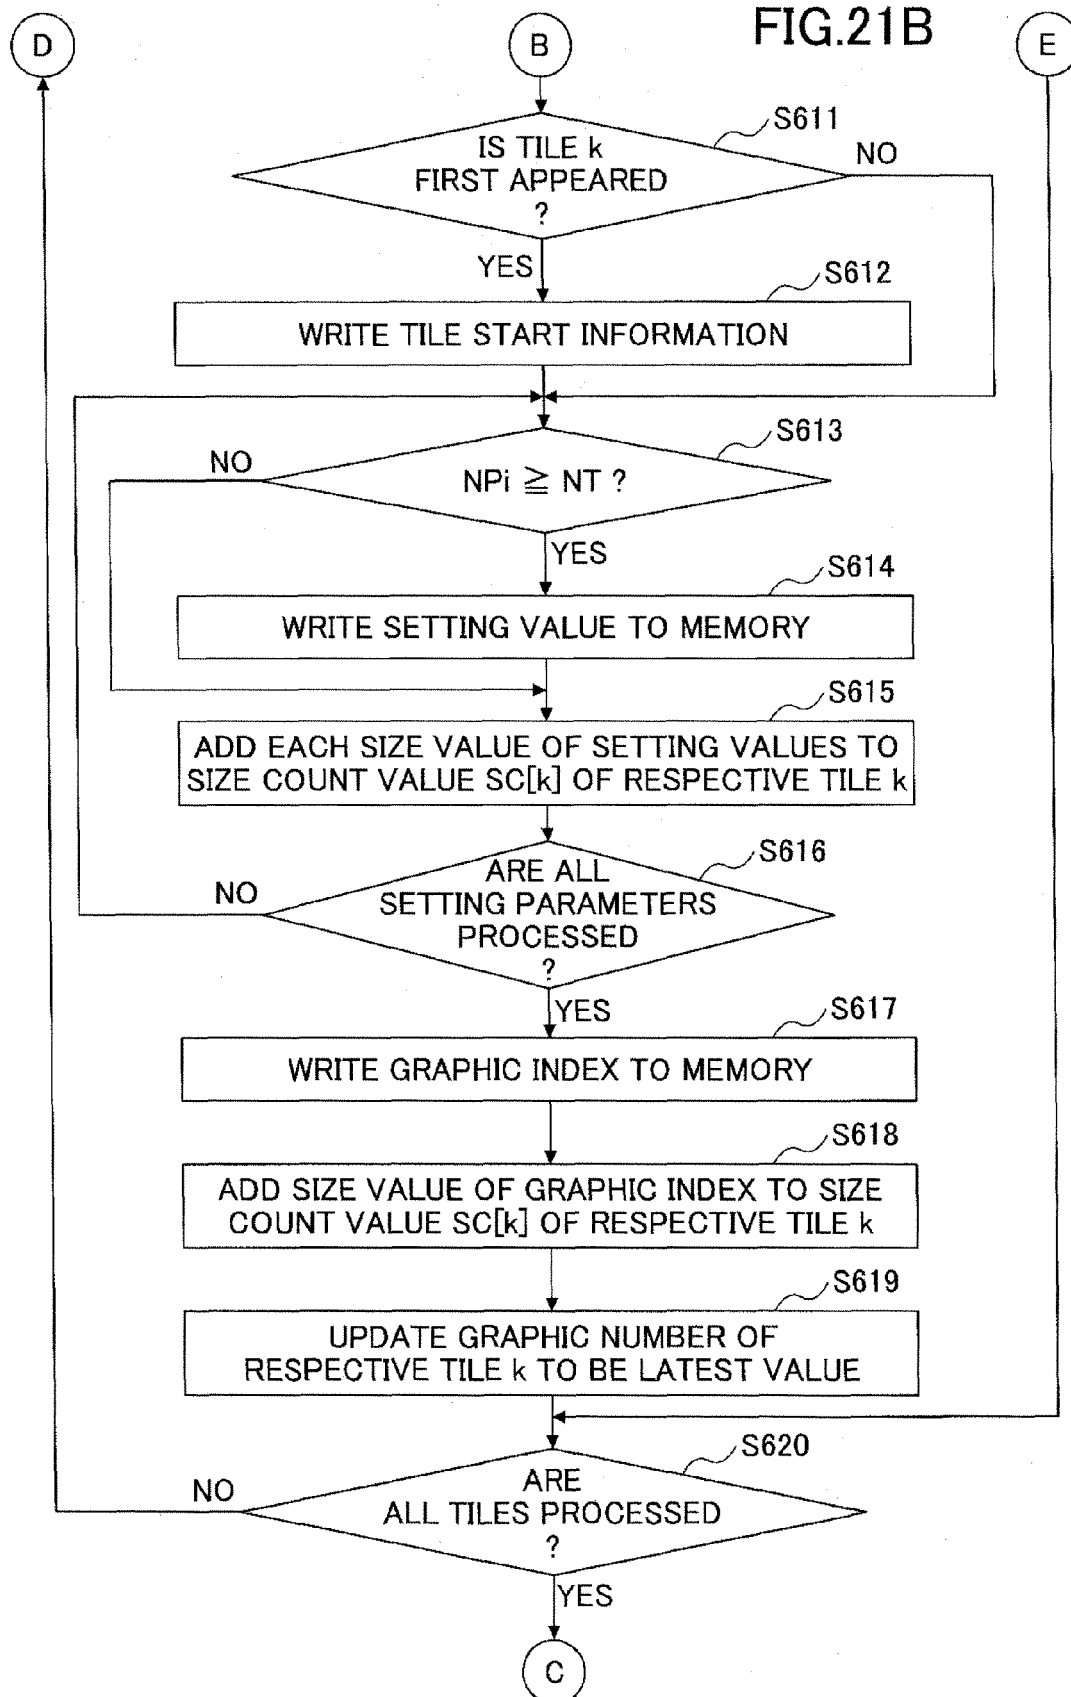 FIG.21B
D
B
E
S611
IS TILE k
FIRST APPEARED
?
NO
YES
S612
WRITE TILE START INFORMATION
S613
NO
NPi ≧ NT ?
YES
S614
WRITE SETTING VALUE TO MEMORY
S615
ADD EACH SIZE VALUE OF SETTING VALUES TO
SIZE COUNT VALUE SC[k] OF RESPECTIVE TILE k
S616
ARE ALL
SETTING PARAMETERS
PROCESSED
?
NO
YES
S617
WRITE GRAPHIC INDEX TO MEMORY
S618
ADD SIZE VALUE OF GRAPHIC INDEX TO SIZE
COUNT VALUE SC[k] OF RESPECTIVE TILE k
S619
UPDATE GRAPHIC NUMBER OF
RESPECTIVE TILE k TO BE LATEST VALUE
S620
NO
ARE
ALL TILES PROCESSED
?
YES
C